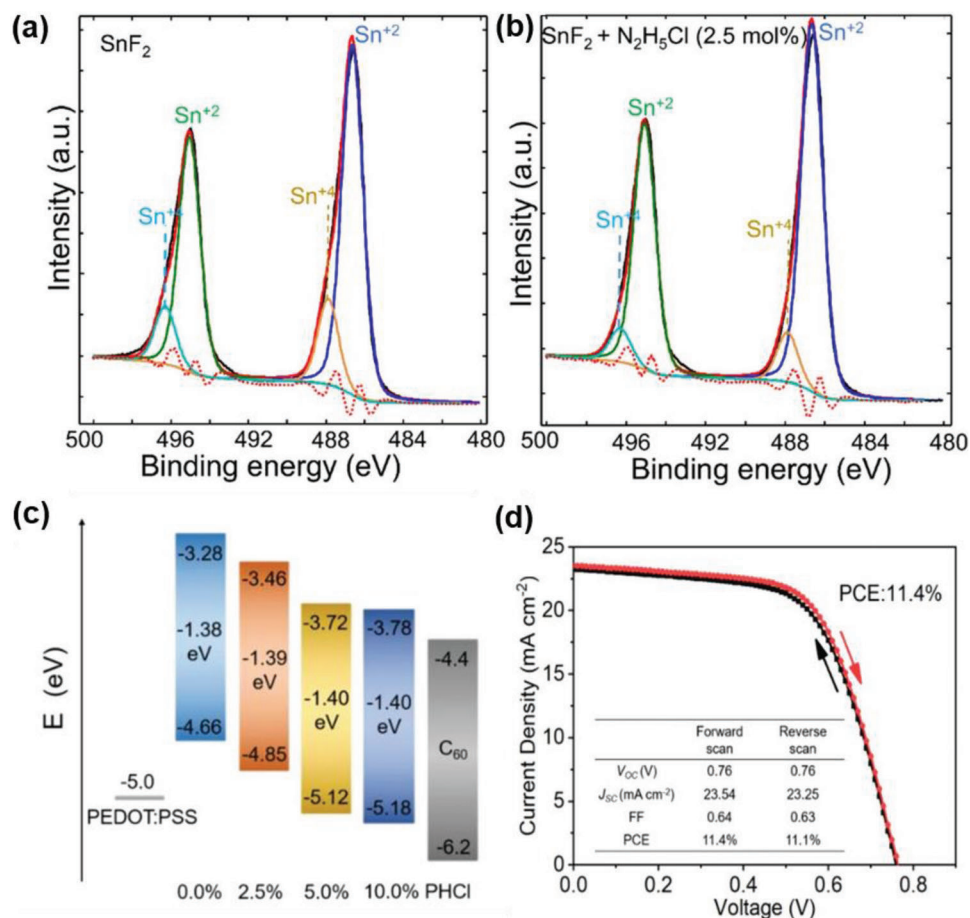 (a)
SnF₂
Sn⁺²
Sn⁺²
Sn⁺⁴
Sn⁺⁴
Intensity (a.u.)
500 496 492 488 484 480
Binding energy (eV)
(b)
SnF₂ + N₂H₅Cl (2.5 mol%)
Sn⁺²
Sn⁺²
Sn⁺⁴
Sn⁺⁴
Intensity (a.u.)
500 496 492 488 484 480
Binding energy (eV)
(c)
E (eV)
-5.0
PEDOT:PSS
-3.28
-1.38
eV
-4.66
-3.46
-1.39
eV
-4.85
-3.72
-1.40
eV
-5.12
-3.78
-1.40
eV
-5.18
-4.4
C₆₀
-6.2
0.0% 2.5% 5.0% 10.0% PHCl
(d)
PCE:11.4%
Current Density (mA cm⁻²)
25
20
15
10
5
0
Forward scan Reverse scan
V_OC (V) 0.76 0.76
J_SC (mA cm⁻²) 23.54 23.25
FF 0.64 0.63
PCE 11.4% 11.1%
0.0 0.2 0.4 0.6 0.8 1.0
Voltage (V)